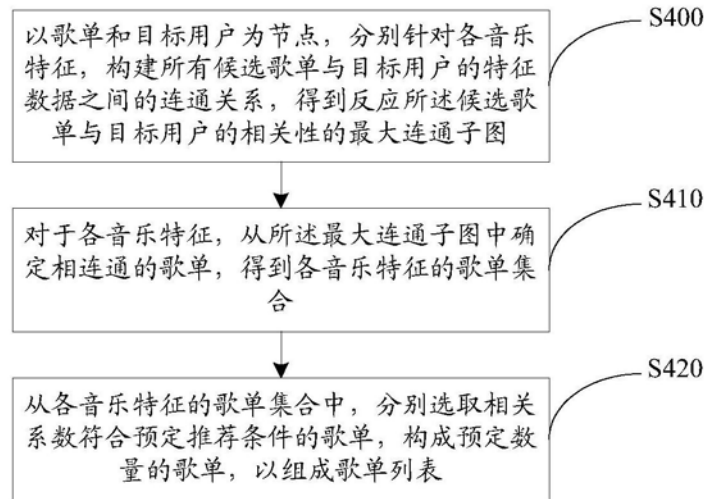 以歌单和目标用户为节点，分别针对各音乐
特征，构建所有候选歌单与目标用户的特征
数据之间的连通关系，得到反应所述候选歌
单与目标用户的相关性的最大连通子图
S400
对于各音乐特征，从所述最大连通子图中确
定相连通的歌单，得到各音乐特征的歌单集
合
S410
从各音乐特征的歌单集合中，分别选取相关
系数符合预定推荐条件的歌单，构成预定数
量的歌单，以组成歌单列表
S420